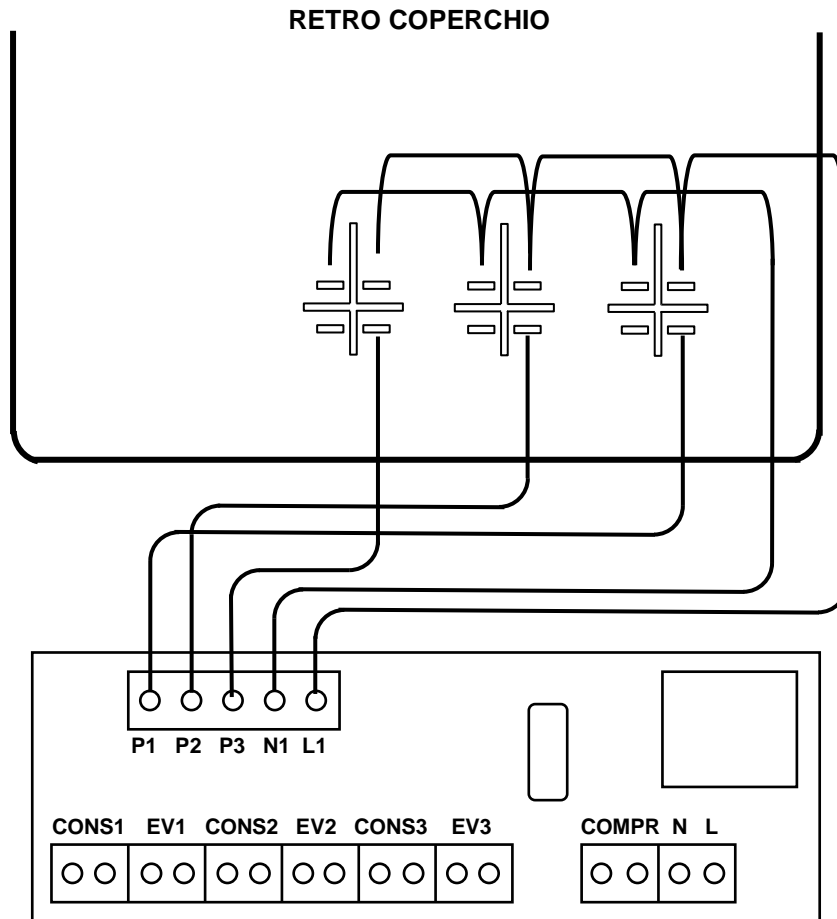 RETRO COPERCHIO
P1 P2 P3 N1 L1
CONS1 EV1 CONS2 EV2 CONS3 EV3 COMPR N L